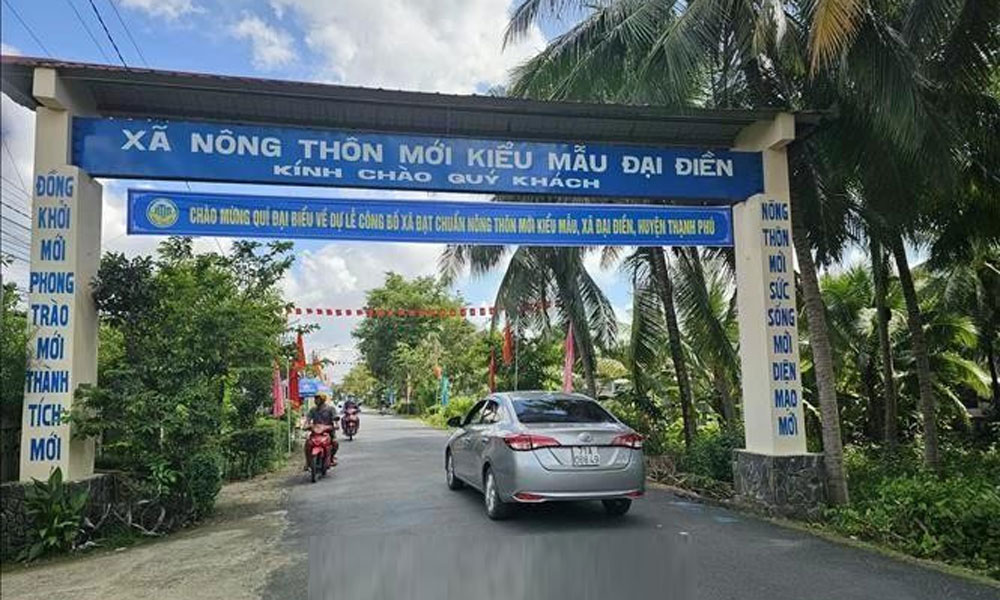 XÃ NÔNG THÔN MỚI KIỂU MẪU ĐẠI ĐIỀN
KÍNH CHÀO QUÝ KHÁCH
CHÀO MỪNG QUÍ ĐẠI BIỂU VỀ DỰ LỄ CÔNG BỐ XÃ ĐẠT CHUẨN NÔNG THÔN MỚI KIỂU MẪU, XÃ ĐẠI ĐIỀN, HUYỆN THẠNH PHÚ
ĐỒNG
KHỞI
MỚI
PHONG
TRÀO
MỚI
THÀNH
TÍCH
MỚI
NÔNG
THÔN
MỚI
SỨC
SỐNG
MỚI
DIỆN
MẠO
MỚI
71A